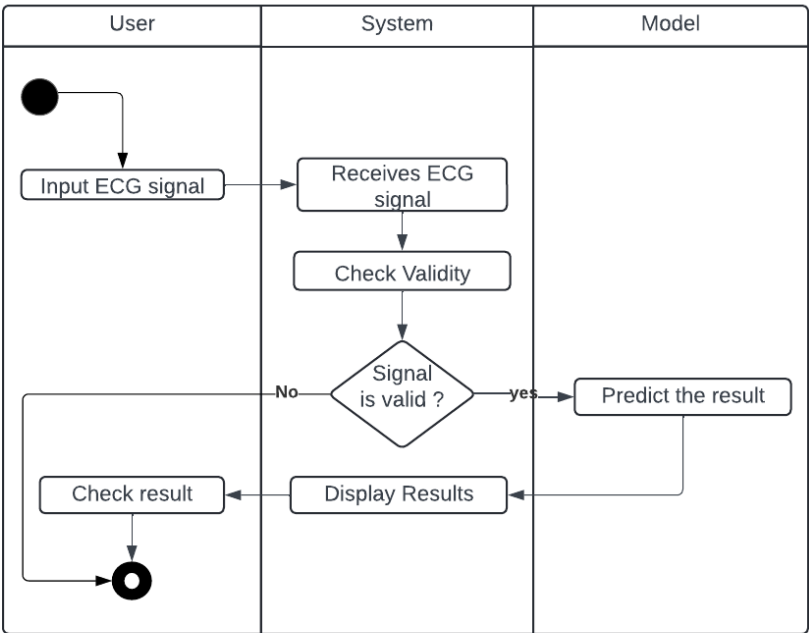 User
System
Model
Input ECG signal
Receives ECG
signal
Check Validity
Signal
is valid ?
No
yes
Predict the result
Check result
Display Results